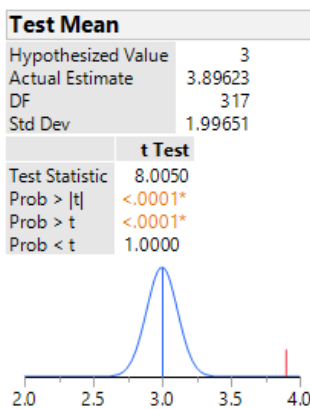 Test Mean
Hypothesized Value 3
Actual Estimate 3.89623
DF 317
Std Dev 1.99651
t Test
Test Statistic 8.0050
Prob > |t| <.0001*
Prob > t <.0001*
Prob < t 1.0000
2.0 2.5 3.0 3.5 4.0